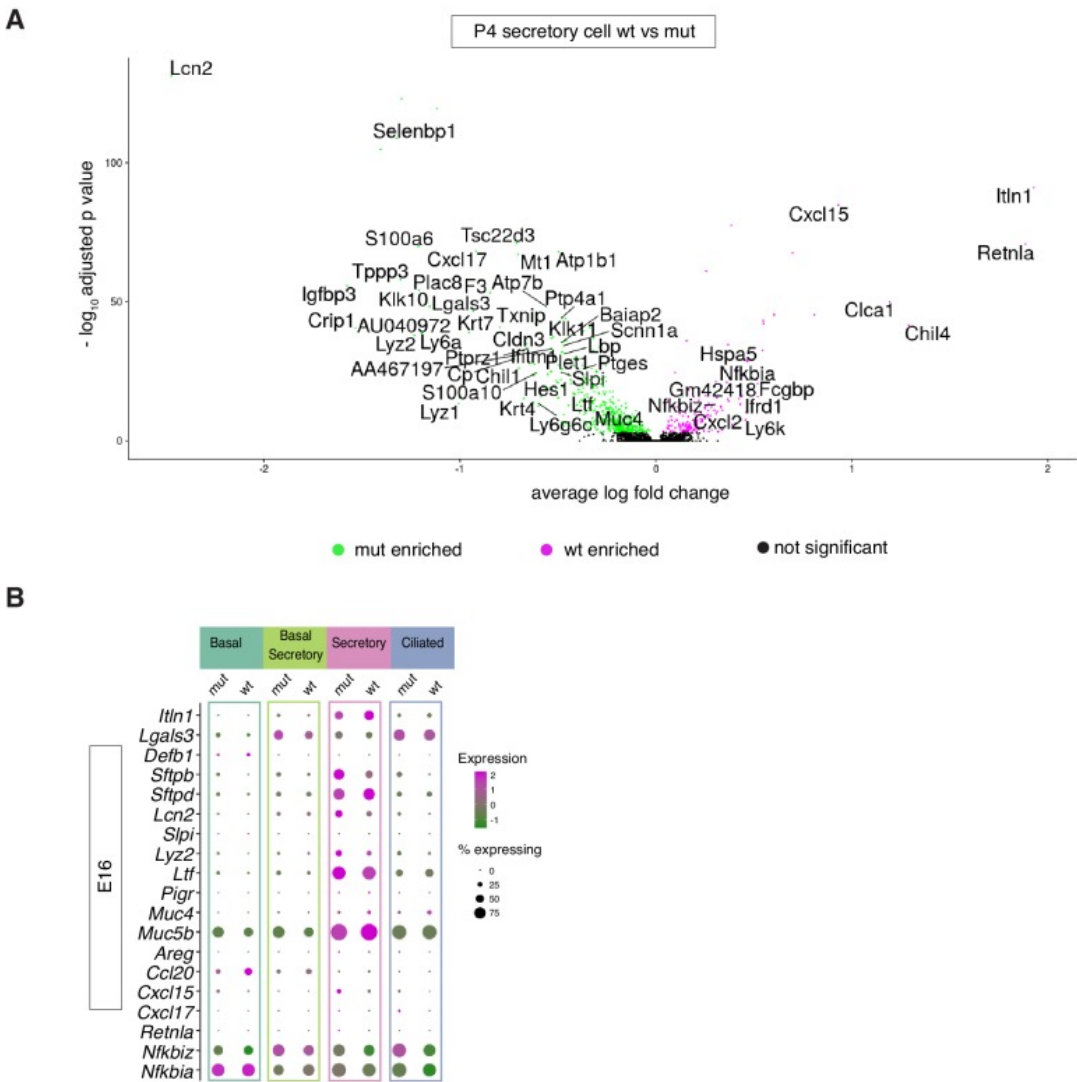 A
P4 secretory cell wt vs mut
Lcn2
Selenbp1
100
Itln1
Cxcl15
S100a6 Tsc22d3
Retnla
Cxcl17 Mt1 Atp1b1
Tppp3 Plac8 F3 Atp7b
Igfbp3 Klk10 Lgals3 Ptp4a1
50
Clca1
Crip1 AU040972 Krt7 Txnip Baiap2
Chil4
Lyz2 Ly6a Cldn3 Klk11 Scnn1a
Ptprz1 Ifitm1 Lbp
Hspa5
AA467197 Cp Chil1 Plet1 Ptges
Nfkbia
S100a10 Hes1 Slpi
Gm42418 Fcgbp
Lyz1 Krt4 Ltf
Nfkbiz Ifrd1
Ly6g6c Muc4
Cxcl2 Ly6k
0
- log10 adjusted p value
-2 -1 0 1 2
average log fold change
mut enriched wt enriched not significant
B
Basal Basal Secretory Secretory Ciliated
mut wt mut wt mut wt mut wt
E16
Itln1
Lgals3
Defb1
Sftpb
Sftpd
Lcn2
Slpi
Lyz2
Ltf
Pigr
Muc4
Muc5b
Areg
Ccl20
Cxcl15
Cxcl17
Retnla
Nfkbiz
Nfkbia
Expression
2
1
0
-1
% expressing
0
25
50
75